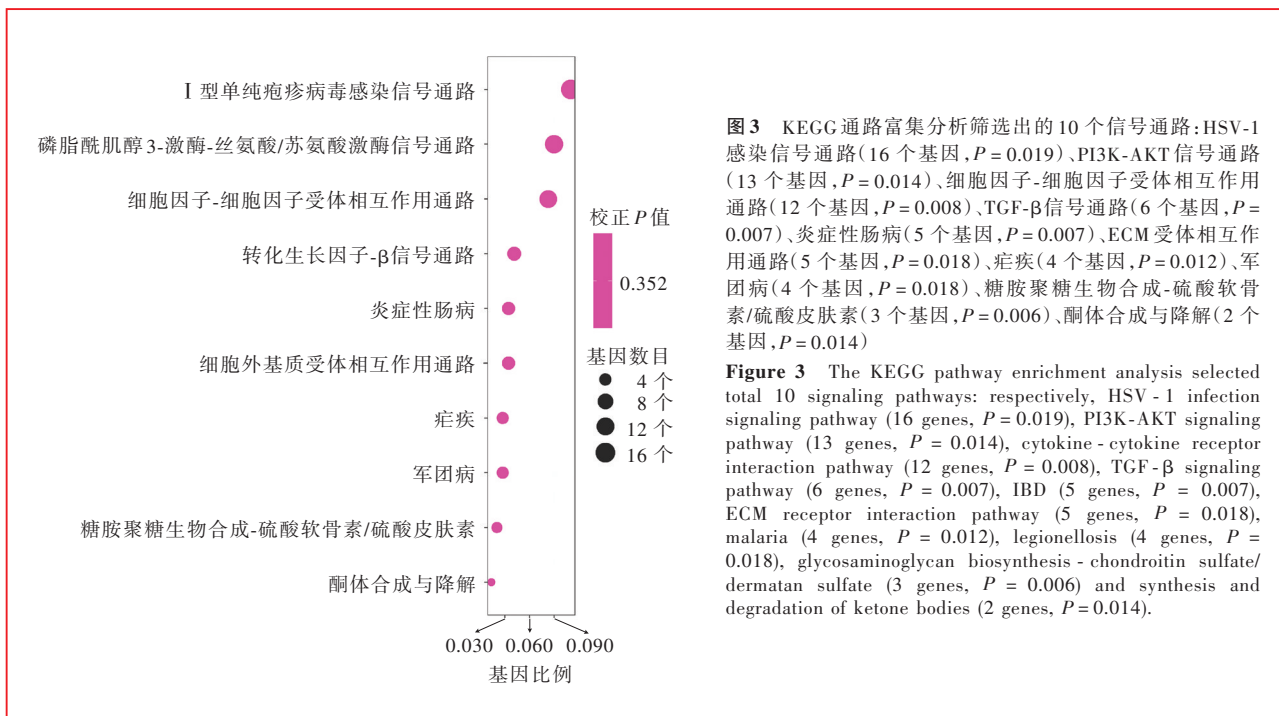 Ⅰ型单纯疱疹病毒感染信号通路
磷脂酰肌醇3-激酶-丝氨酸/苏氨酸激酶信号通路
细胞因子-细胞因子受体相互作用通路
转化生长因子-β信号通路
炎症性肠病
细胞外基质受体相互作用通路
疟疾
军团病
糖胺聚糖生物合成-硫酸软骨素/硫酸皮肤素
酮体合成与降解
0.030 0.060 0.090
基因比例
校正P值
0.352
基因数目
4 个
8 个
12 个
16 个
图3 KEGG通路富集分析筛选出的10个信号通路:HSV-1
感染信号通路(16 个基因,P=0.019)、PI3K-AKT信号通路
(13 个基因,P=0.014)、细胞因子-细胞因子受体相互作用
通路(12 个基因,P=0.008)、TGF-β信号通路(6 个基因,P=
0.007)、炎症性肠病(5 个基因,P=0.007)、ECM 受体相互作
用通路(5 个基因,P=0.018)、疟疾(4 个基因,P=0.012)、军
团病(4 个基因,P=0.018)、糖胺聚糖生物合成-硫酸软骨
素/硫酸皮肤素(3 个基因,P=0.006)、酮体合成与降解(2 个
基因,P=0.014)
Figure 3 The KEGG pathway enrichment analysis selected
total 10 signaling pathways: respectively, HSV-1 infection
signaling pathway (16 genes, P = 0.019), PI3K-AKT signaling
pathway (13 genes, P = 0.014), cytokine-cytokine receptor
interaction pathway (12 genes, P = 0.008), TGF-β signaling
pathway (6 genes, P = 0.007), IBD (5 genes, P = 0.007),
ECM receptor interaction pathway (5 genes, P = 0.018),
malaria (4 genes, P = 0.012), legionellosis (4 genes, P =
0.018), glycosaminoglycan biosynthesis-chondroitin sulfate/
dermatan sulfate (3 genes, P = 0.006) and synthesis and
degradation of ketone bodies (2 genes, P=0.014).